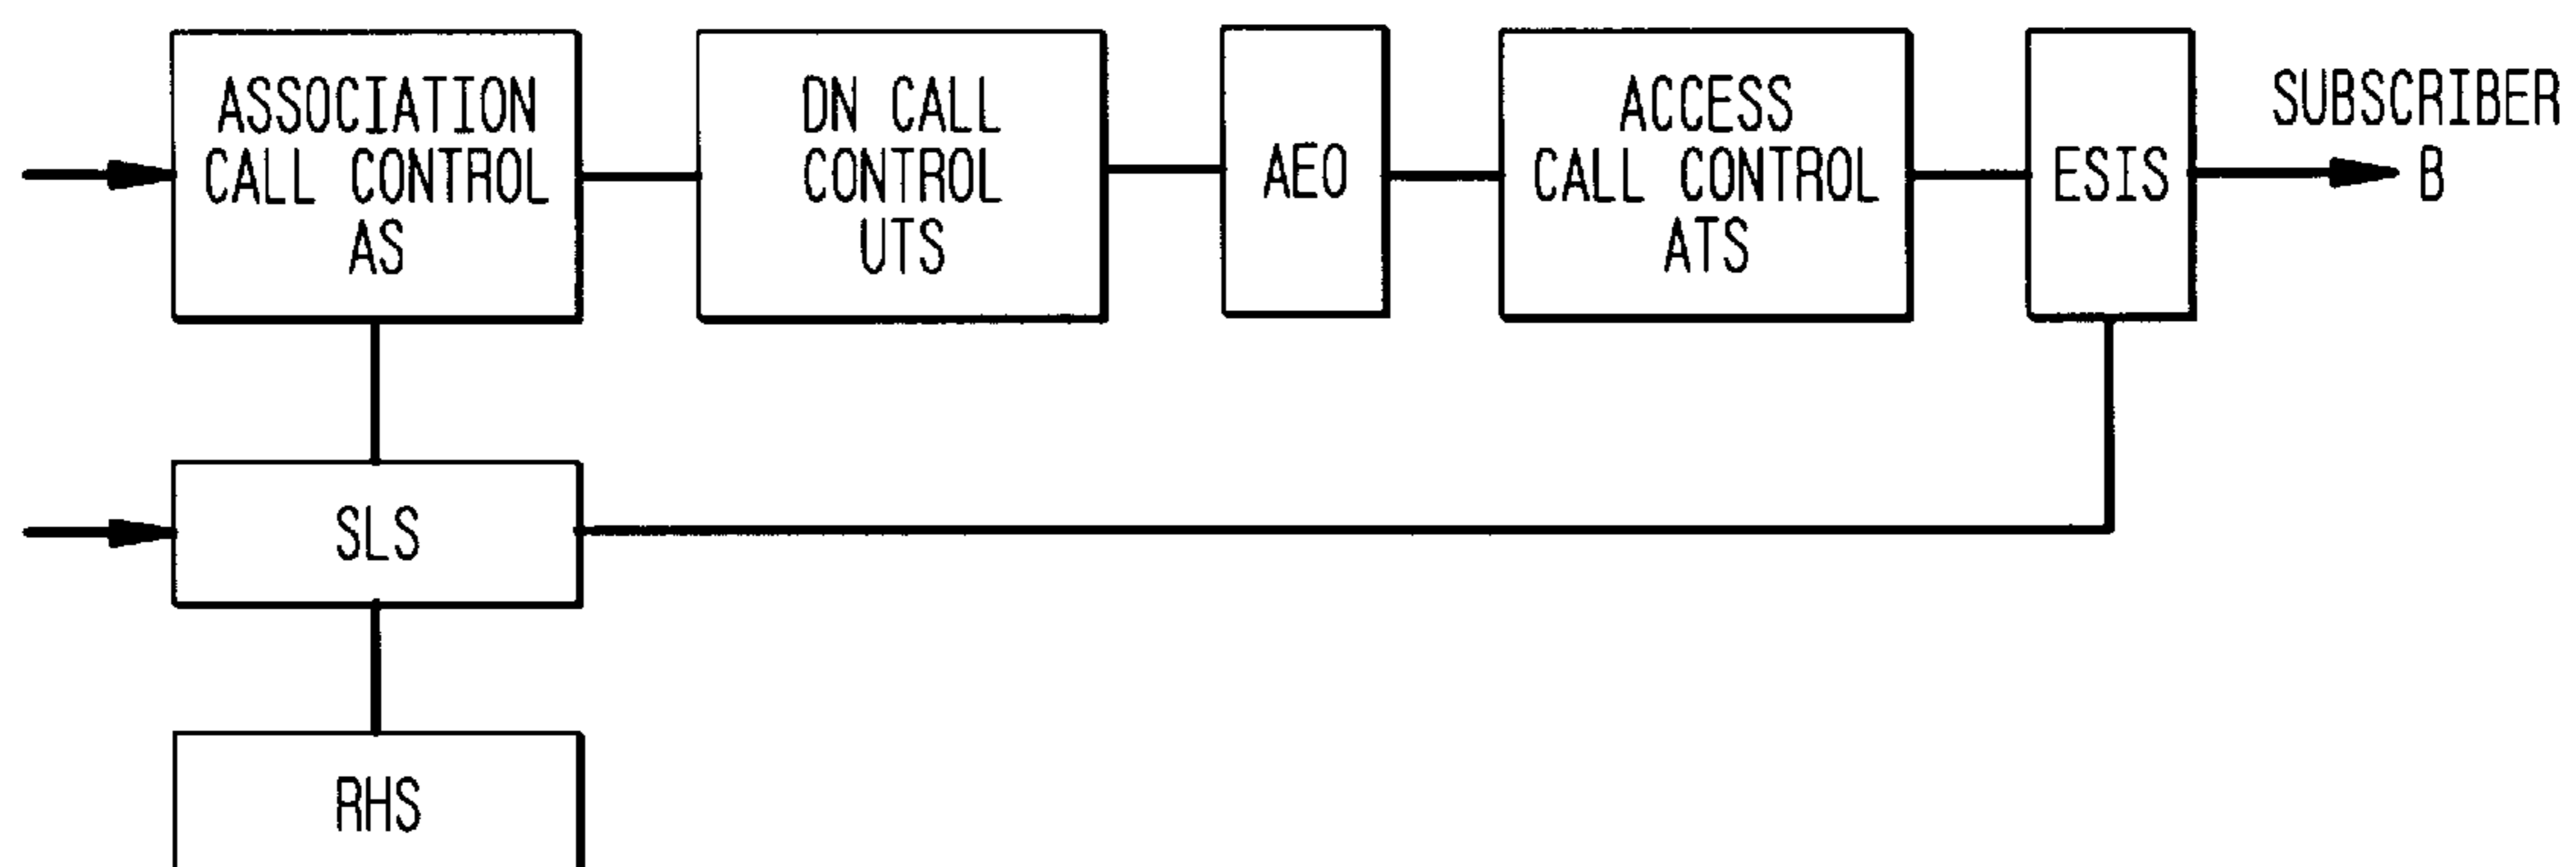 ASSOCIATION
CALL CONTROL
AS
DN CALL
CONTROL
UTS
AEO
ACCESS
CALL CONTROL
ATS
ESIS
SUBSCRIBER
B
SLS
RHS